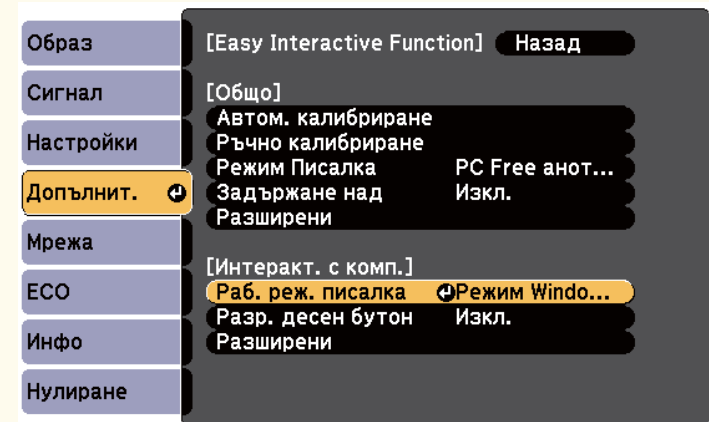 Образ
Сигнал
Настройки
Допълнит.
Мрежа
ECO
Инфо
Нулиране
[Easy Interactive Function] Назад
[Общо]
Автом. калибриране
Ръчно калибриране
Режим Писалка PC Free анот...
Задържане над Изкл.
Разширени
[Интеракт. с комп.]
Раб. реж. писалка Режим Windo...
Разр. десен бутон Изкл.
Разширени